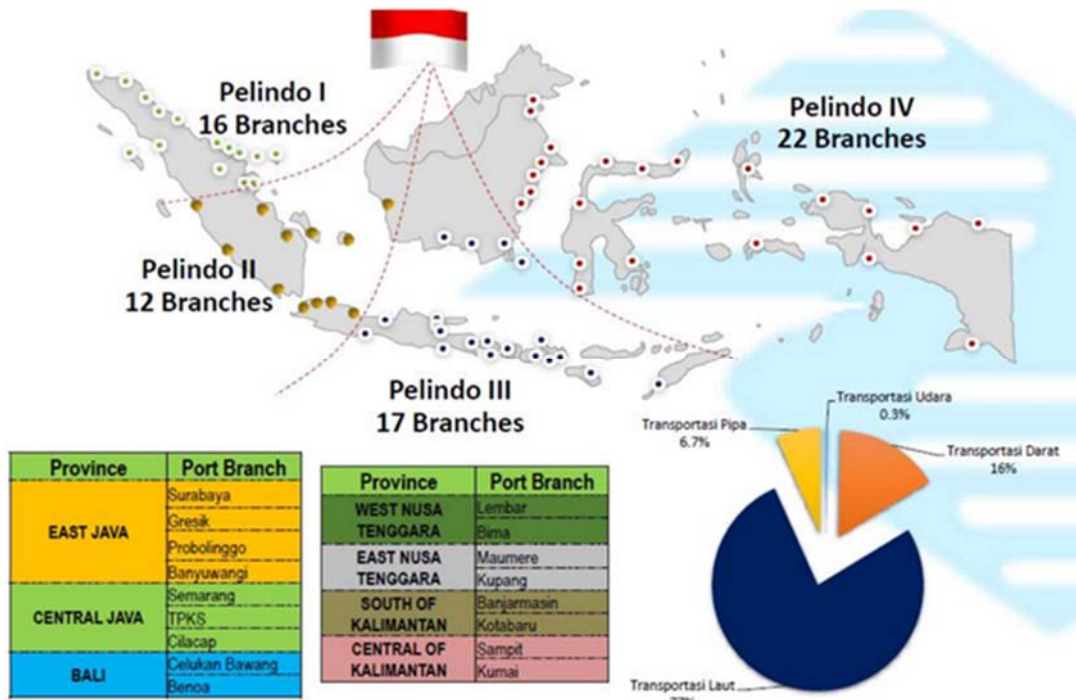 Pelindo I
16 Branches
Pelindo IV
22 Branches
Pelindo II
12 Branches
Pelindo III
17 Branches
Province Port Branch
EAST JAVA
Surabaya
Gresik
Probolinggo
Banyuwangi
CENTRAL JAVA
Semarang
TPKS
Cilacap
BALI
Celukan Bawang
Benoa
Province Port Branch
WEST NUSA
TENGGARA
Lembar
Bima
EAST NUSA
TENGGARA
Maumere
Kupang
SOUTH OF
KALIMANTAN
Banjarmasin
Kotabaru
CENTRAL OF
KALIMANTAN
Sampit
Kumai
Transportasi Udara
0.3%
Transportasi Pipa
6.7%
Transportasi Darat
16%
Transportasi Laut
77%